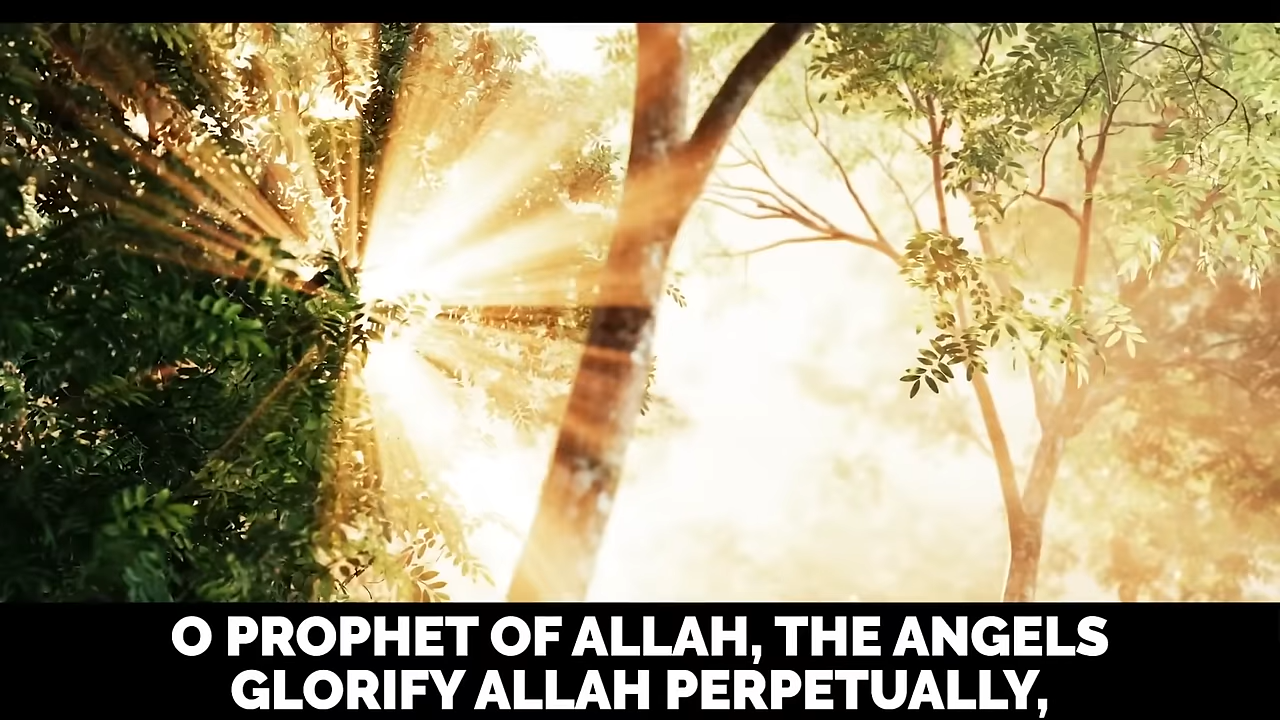 O PROPHET OF ALLAH, THE ANGELS
GLORIFY ALLAH PERPETUALLY,